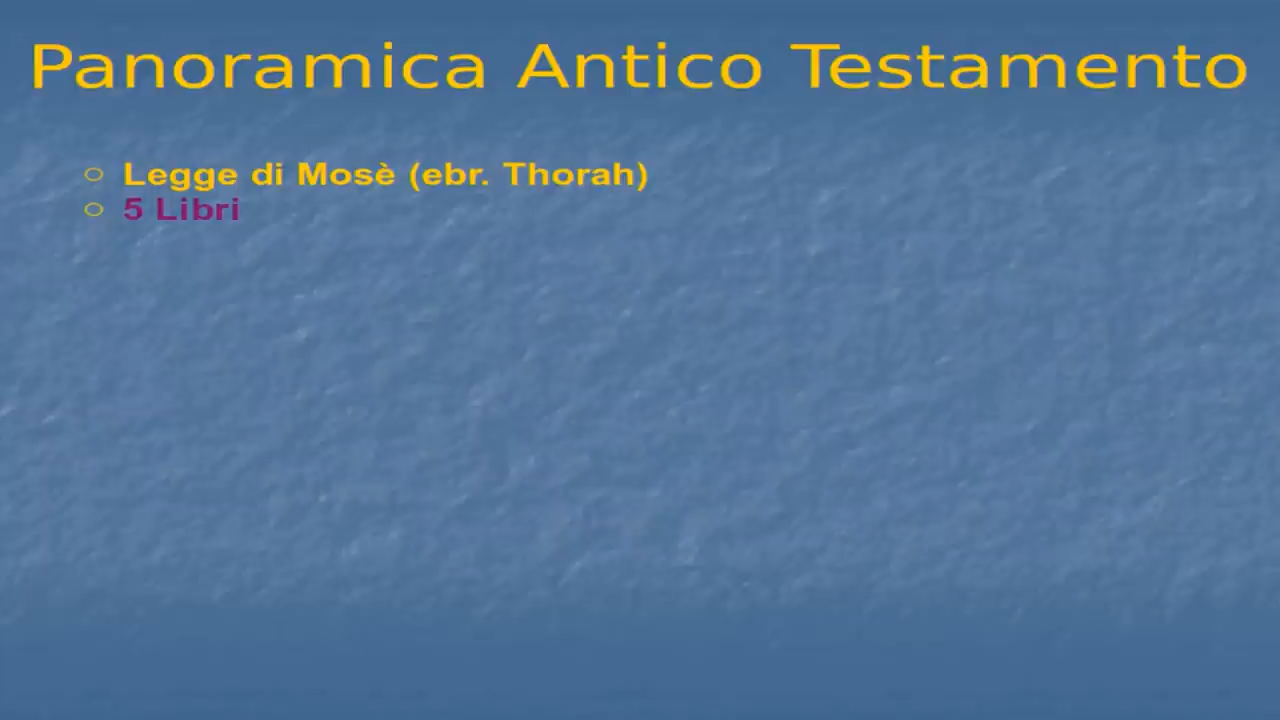 Panoramica Antico Testamento
○ Legge di Mosè (ebr. Thorah)
○ 5 Libri